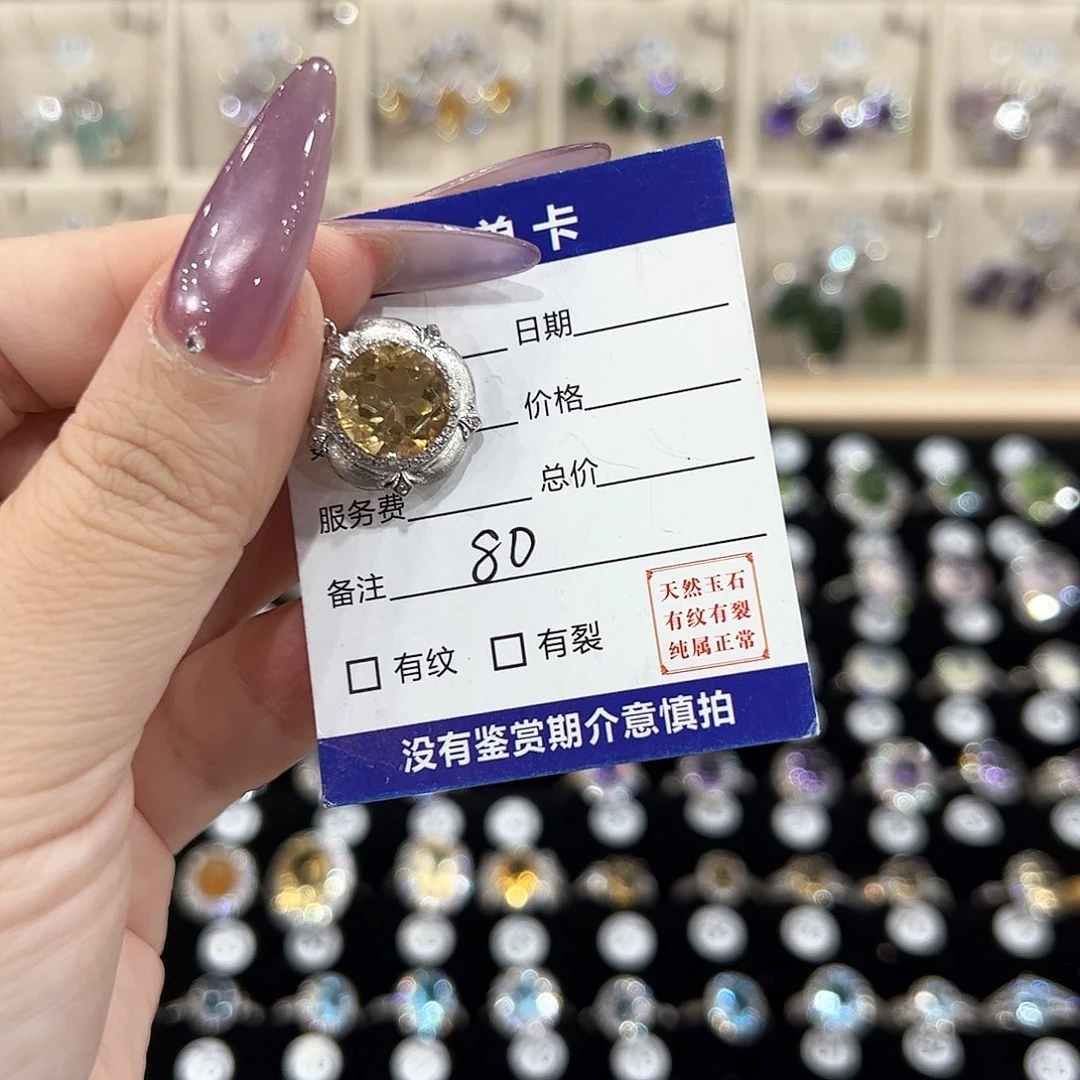 卡
日期
价格
服务费 总价
备注 80
有纹 有裂
天然玉石
有纹有裂
纯属正常
没有鉴赏期介意慎拍